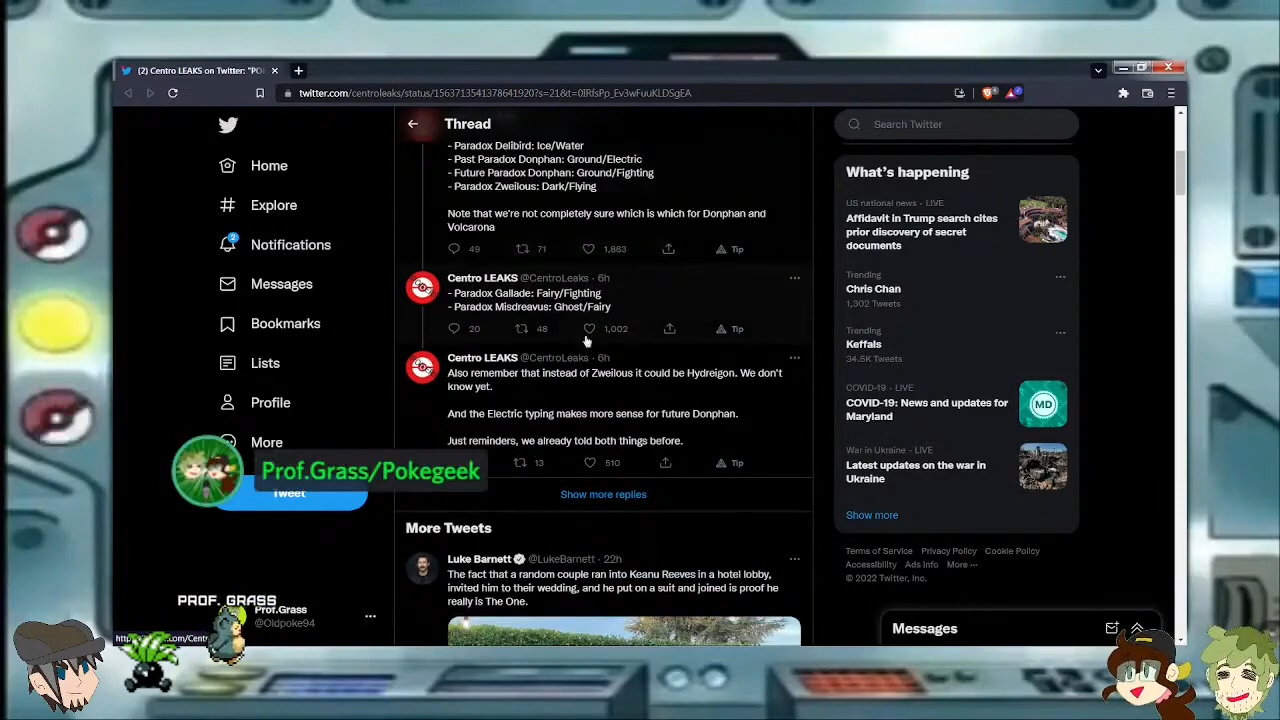 (2) Centro LEAKS on Twitter: "PO
twitter.com/centroleaks/status/1563713541378641920?s=21&t=0IRfsPp_Ev3wFuuKLDSgEA
Home
Explore
2
Notifications
Messages
Bookmarks
Lists
Profile
More
Tweet
Prof.Grass/Pokegeek
PROF. GRASS
Prof.Grass
@Oldpoke94
Thread
- Paradox Delibird: Ice/Water
- Past Paradox Donphan: Ground/Electric
- Future Paradox Donphan: Ground/Fighting
- Paradox Zweilous: Dark/Flying
Note that we're not completely sure which is which for Donphan and
Volcarona
49 71 1,863 Tip
Centro LEAKS @CentroLeaks · 6h
- Paradox Gallade: Fairy/Fighting
- Paradox Misdreavus: Ghost/Fairy
20 48 1,002 Tip
Centro LEAKS @CentroLeaks · 6h
Also remember that instead of Zweilous it could be Hydreigon. We don't
know yet.
And the Electric typing makes more sense for future Donphan.
Just reminders, we already told both things before.
13 510 Tip
Show more replies
More Tweets
Luke Barnett @LukeBarnett · 22h
The fact that a random couple ran into Keanu Reeves in a hotel lobby,
invited him to their wedding, and he put on a suit and joined is proof he
really is The One.
Search Twitter
What's happening
US national news · LIVE
Affidavit in Trump search cites
prior discovery of secret
documents
Trending
Chris Chan
1,302 Tweets
Trending
Keffals
34.5K Tweets
COVID-19 · LIVE
COVID-19: News and updates for
Maryland
MD
War in Ukraine · LIVE
Latest updates on the war in
Ukraine
Show more
Terms of Service Privacy Policy Cookie Policy
Accessibility Ads Info More ···
© 2022 Twitter, Inc.
Messages